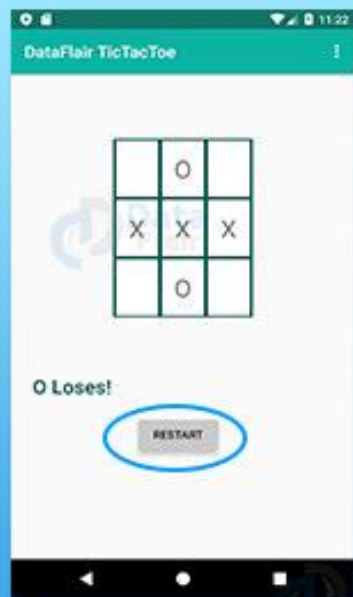 11:22
DataFlair TicTacToe
O
X X X
O
O Loses!
RESTART